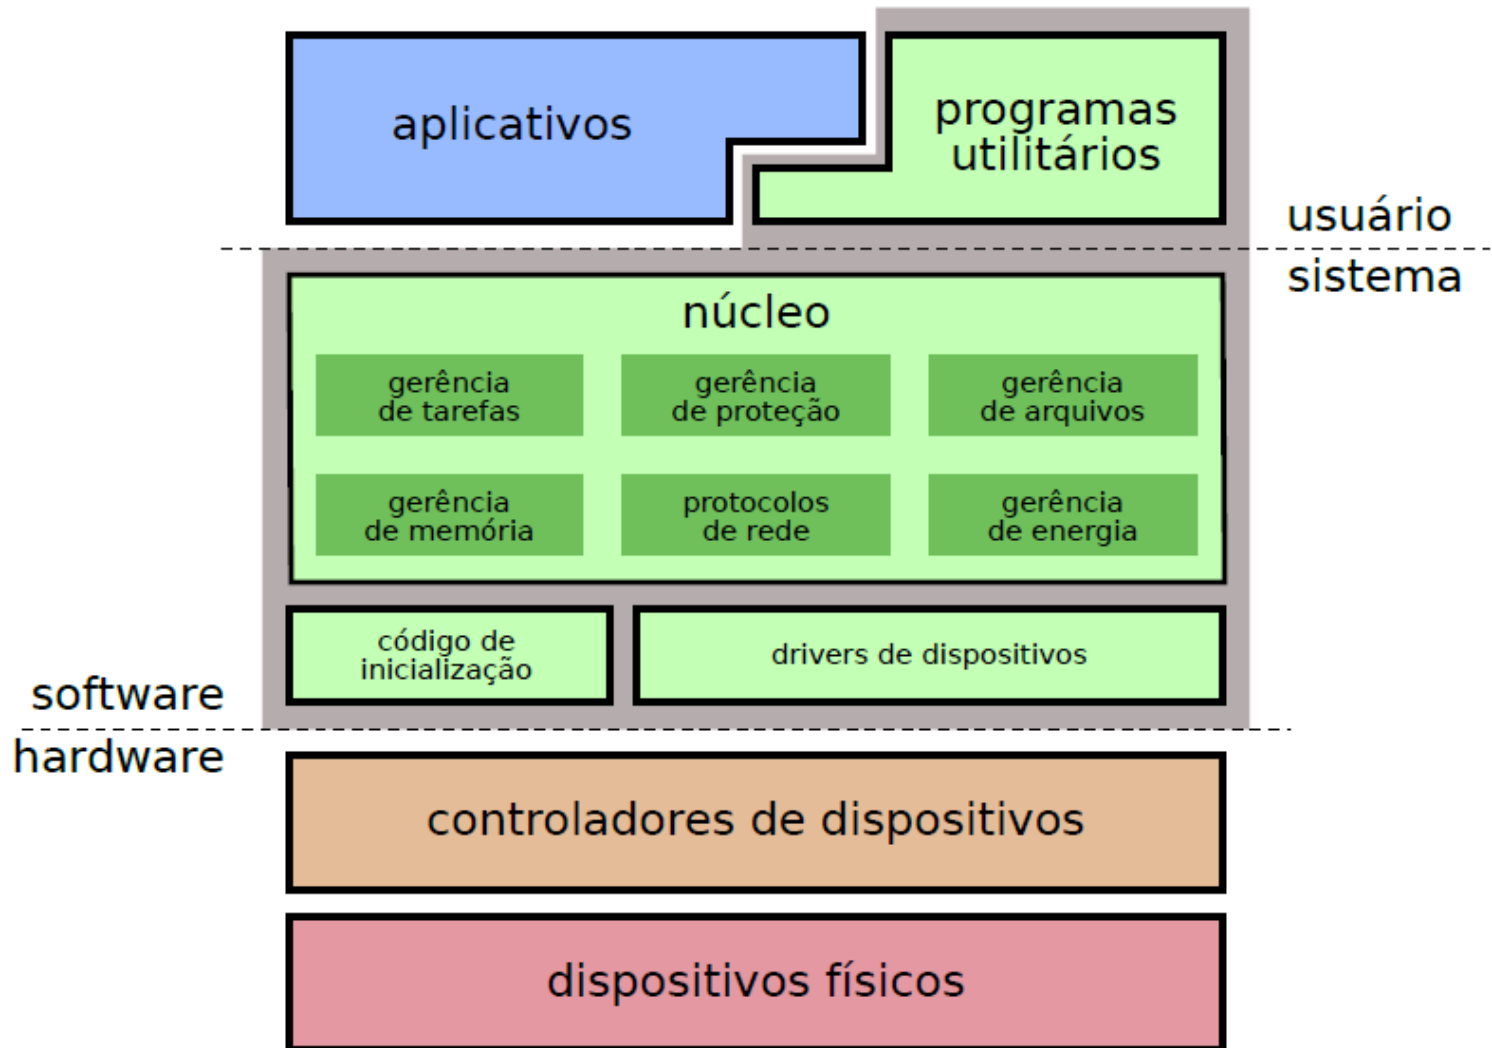 aplicativos
programas
utilitários
usuário
sistema
núcleo
gerência
de tarefas
gerência
de proteção
gerência
de arquivos
gerência
de memória
protocolos
de rede
gerência
de energia
código de
inicialização
drivers de dispositivos
software
hardware
controladores de dispositivos
dispositivos físicos